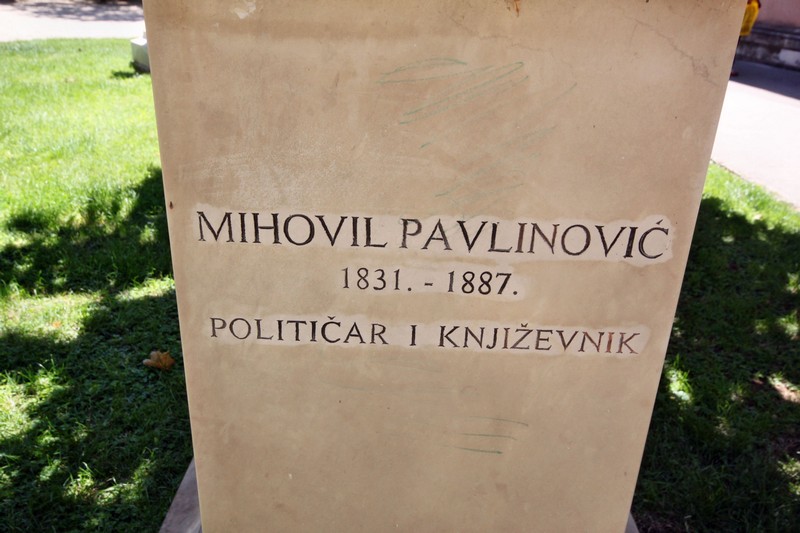 MIHOVIL PAVLINOVIĆ
1831. - 1887.
POLITIČAR I KNJIŽEVNIK